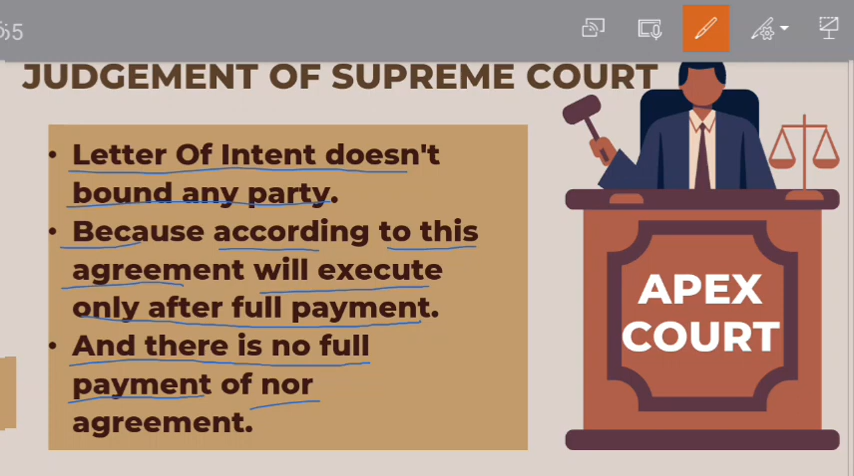 JUDGEMENT OF SUPREME COURT
• Letter Of Intent doesn't
bound any party.
• Because according to this
agreement will execute
only after full payment.
• And there is no full
payment of nor
agreement.
APEX
COURT